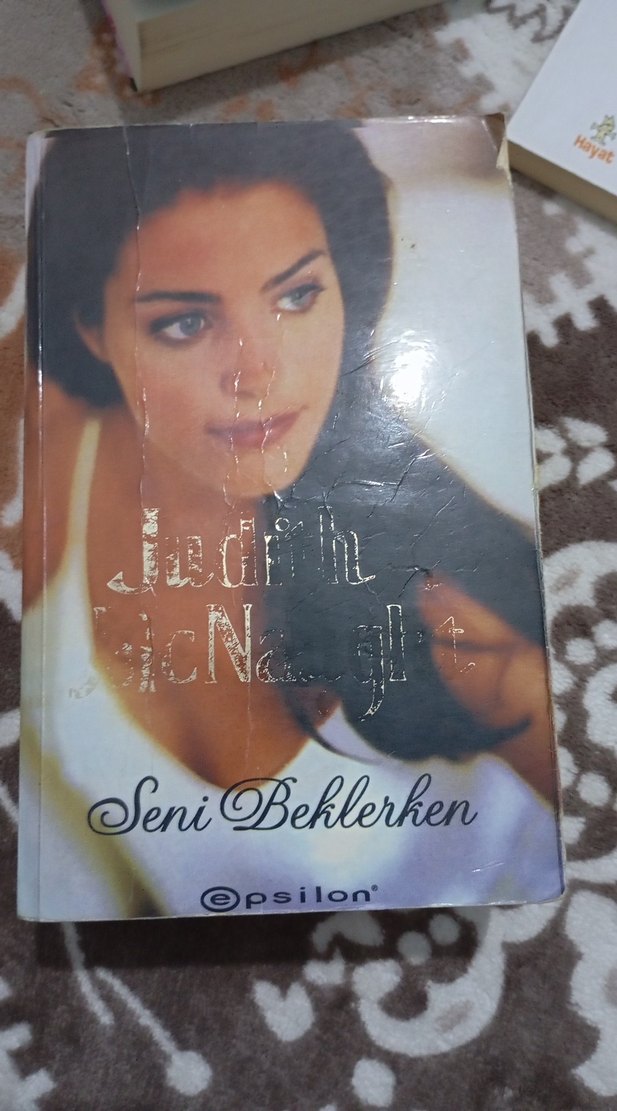 Hayat
Judith
McNaught
Seni Beklerken
epsilon®